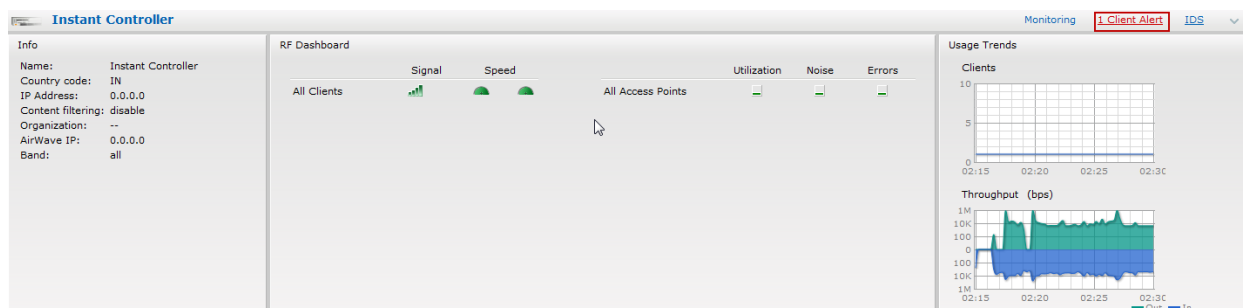 Instant Controller
Monitoring 1 Client Alert IDS
Info
Name: Instant Controller
Country code: IN
IP Address: 0.0.0.0
Content filtering: disable
Organization: --
AirWave IP: 0.0.0.0
Band: all
RF Dashboard
Signal Speed
All Clients
Utilization Noise Errors
All Access Points
Usage Trends
Clients
10
5
0
02:15 02:20 02:25 02:30
Throughput (bps)
1M
10K
100
0
100
10K
1M
02:15 02:20 02:25 02:30
Out In